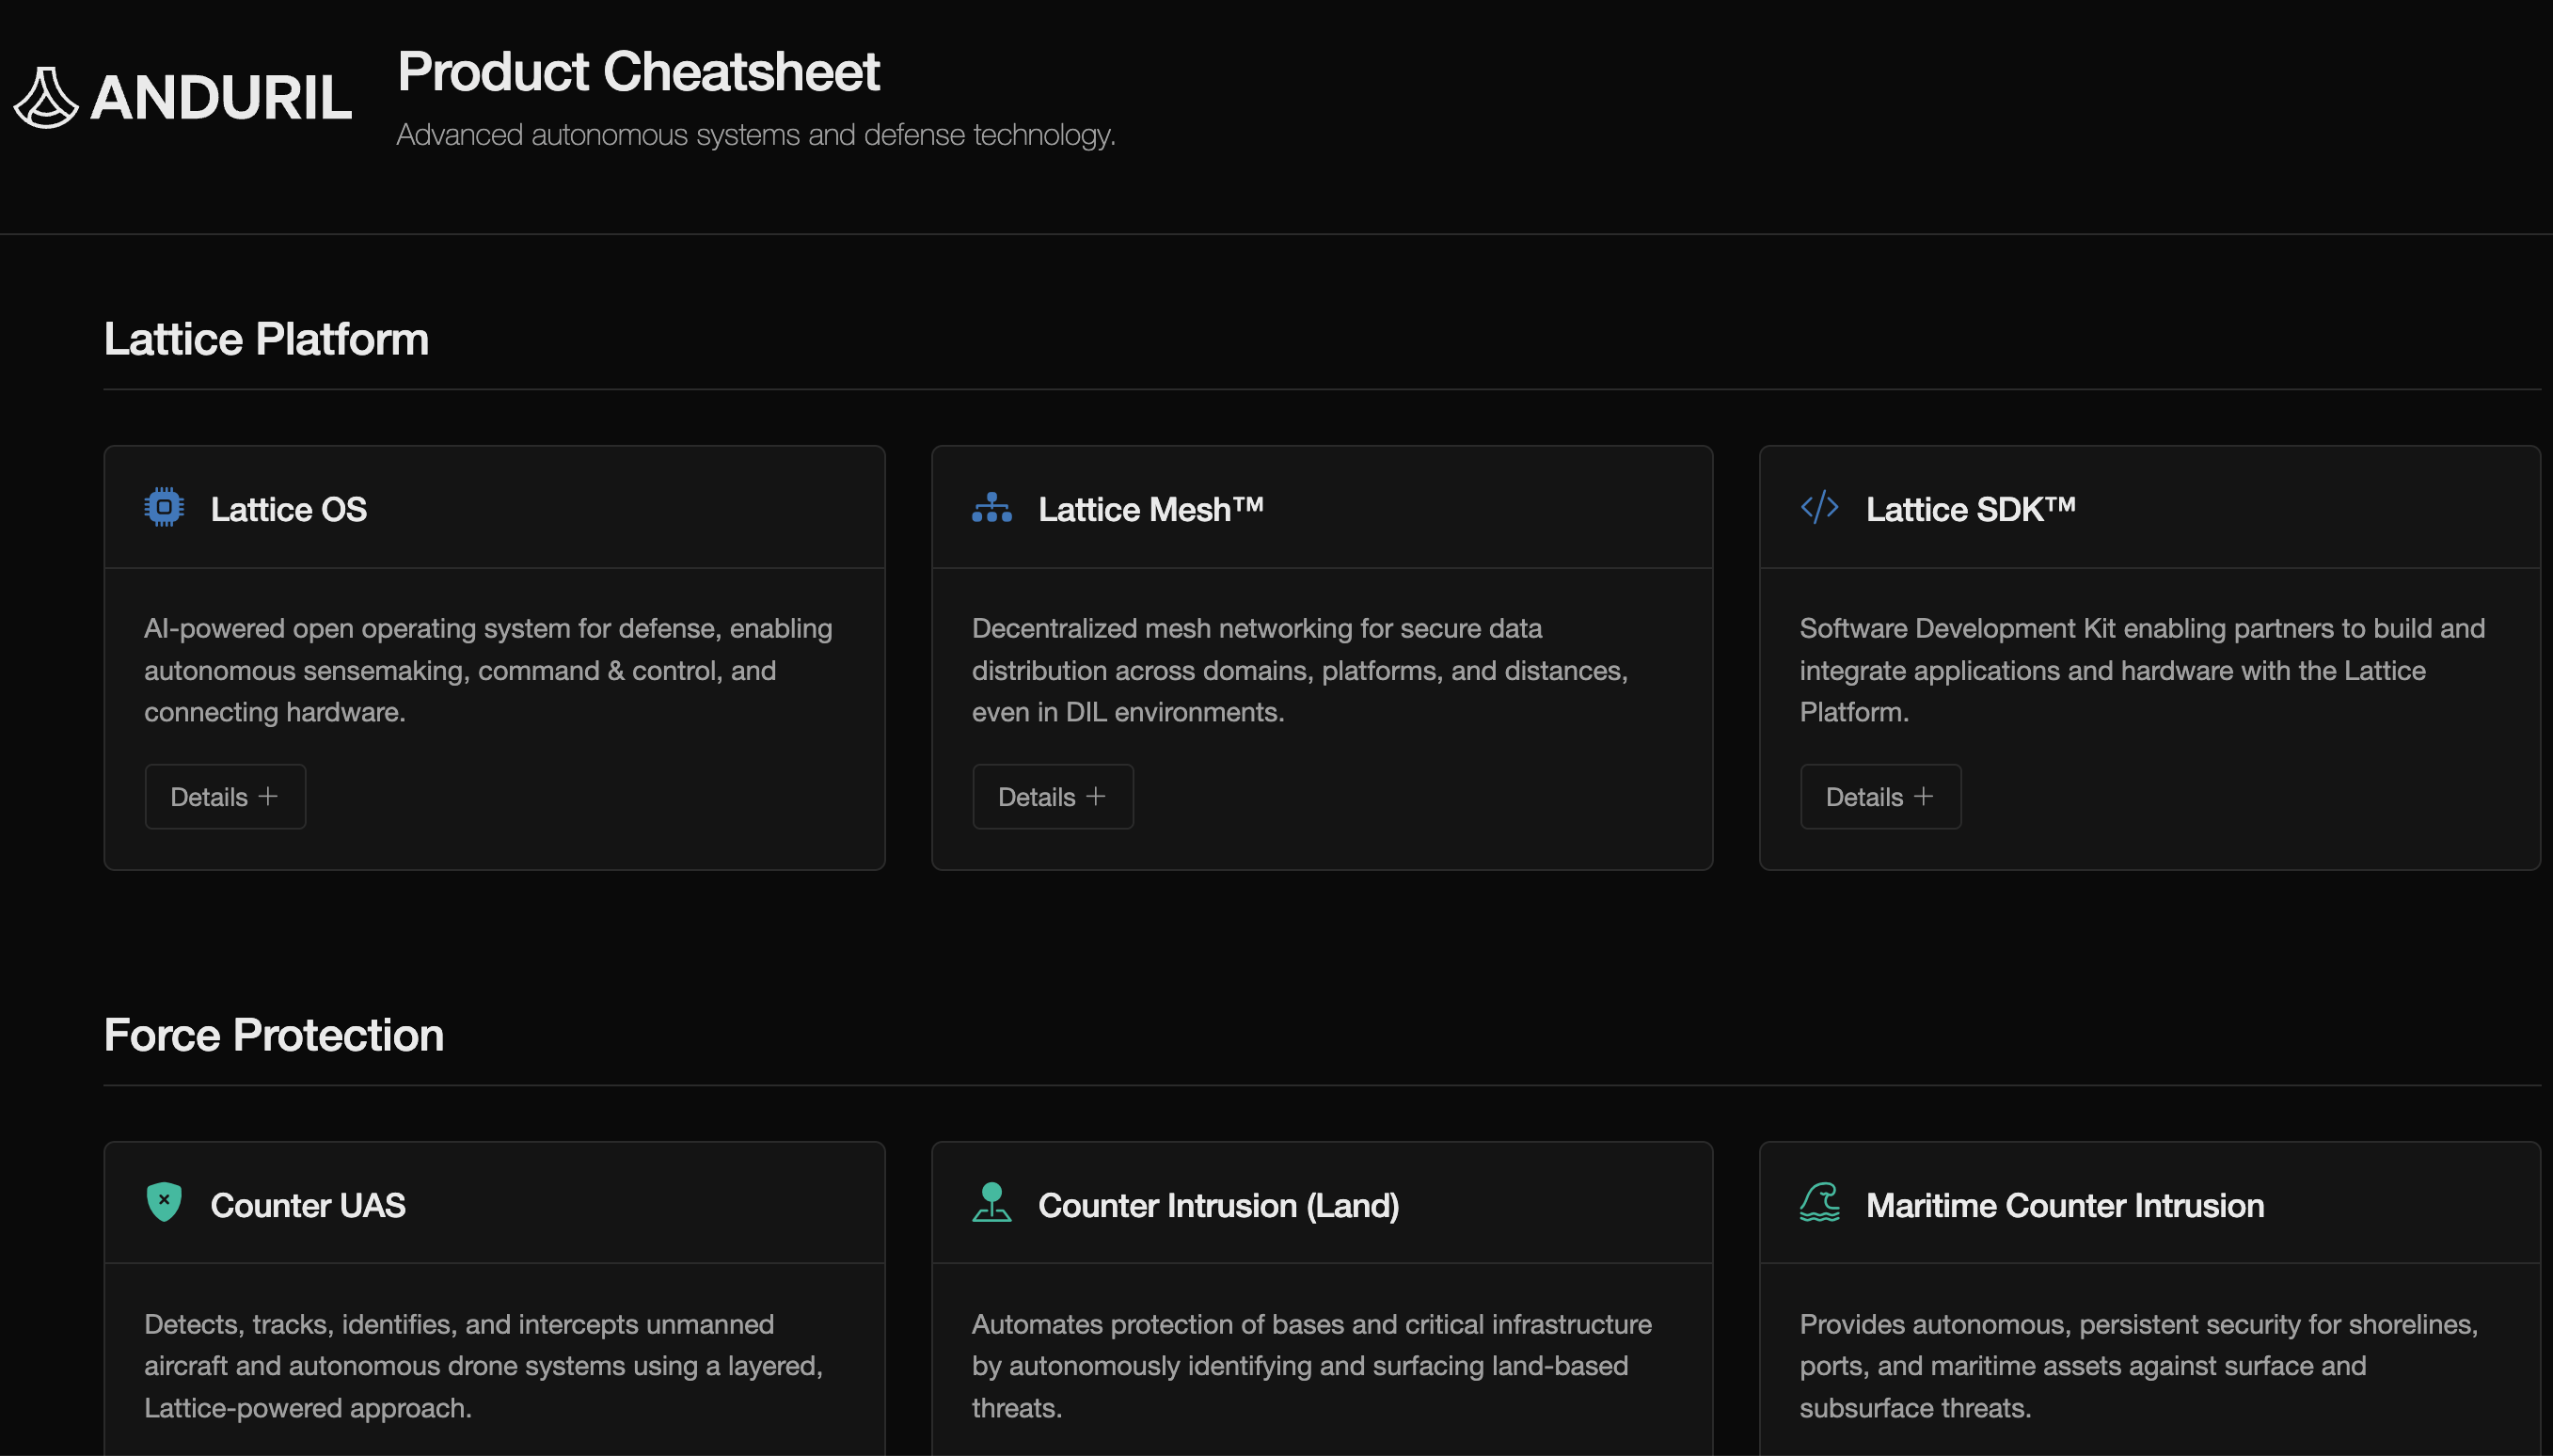 ANDURIL
Product Cheatsheet
Advanced autonomous systems and defense technology.
Lattice Platform
Lattice OS
AI-powered open operating system for defense, enabling
autonomous sensemaking, command & control, and
connecting hardware.
Details +
Lattice Mesh™
Decentralized mesh networking for secure data
distribution across domains, platforms, and distances,
even in DIL environments.
Details +
Lattice SDK™
Software Development Kit enabling partners to build and
integrate applications and hardware with the Lattice
Platform.
Details +
Force Protection
Counter UAS
Detects, tracks, identifies, and intercepts unmanned
aircraft and autonomous drone systems using a layered,
Lattice-powered approach.
Counter Intrusion (Land)
Automates protection of bases and critical infrastructure
by autonomously identifying and surfacing land-based
threats.
Maritime Counter Intrusion
Provides autonomous, persistent security for shorelines,
ports, and maritime assets against surface and
subsurface threats.